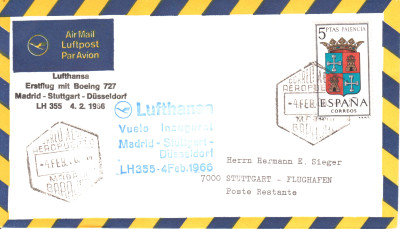 Air Mail
Luftpost
Par Avion
Lufthansa
Erstflug mit Boeing 727
Madrid - Stuttgart - Düsseldorf
LH 355 4. 2. 1966
5 PTAS PALENCIA
ESPAÑA
CORREOS
Lufthansa
Vuelo Inaugural
Madrid-Stuttgart-
Düsseldorf
LH355-4Feb.1966
Herrn Hermann E. Sieger
7000 STUTTGART - FLUGHAFEN
Poste Restante